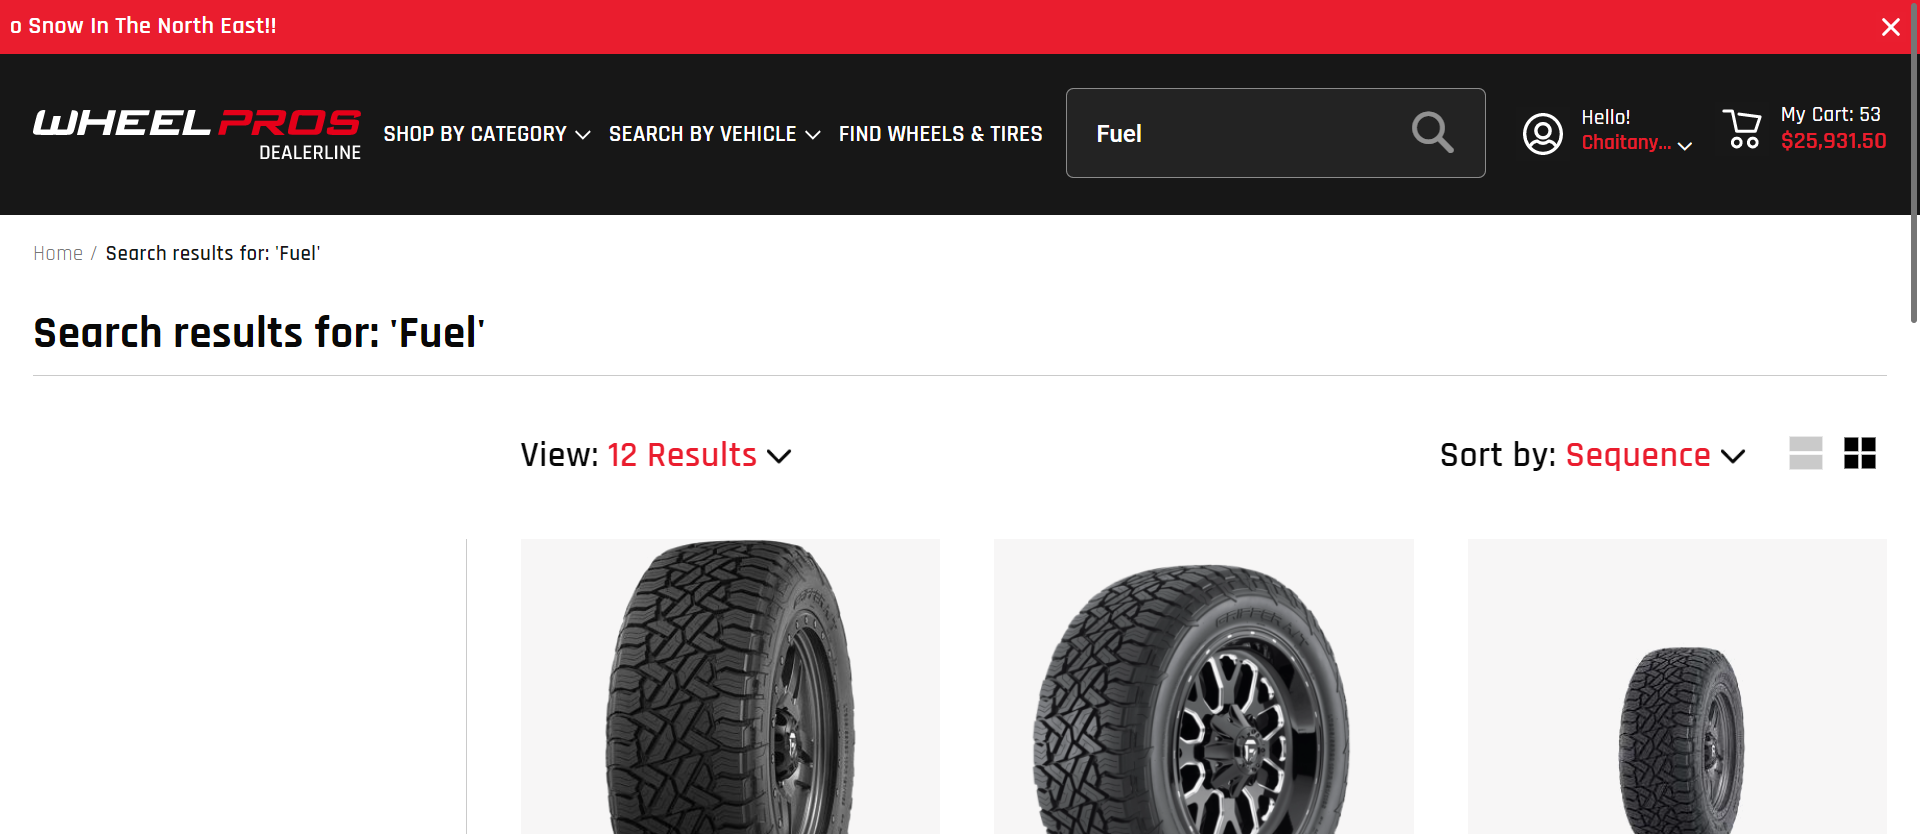 o Snow In The North East!!
WHEEL PROS
DEALERLINE
SHOP BY CATEGORY
SEARCH BY VEHICLE
FIND WHEELS & TIRES
Fuel
Hello!
Chaitany...
My Cart: 53
$25,931.50
Home / Search results for: 'Fuel'
Search results for: 'Fuel'
View: 12 Results
Sort by: Sequence
GRIPPER A/T